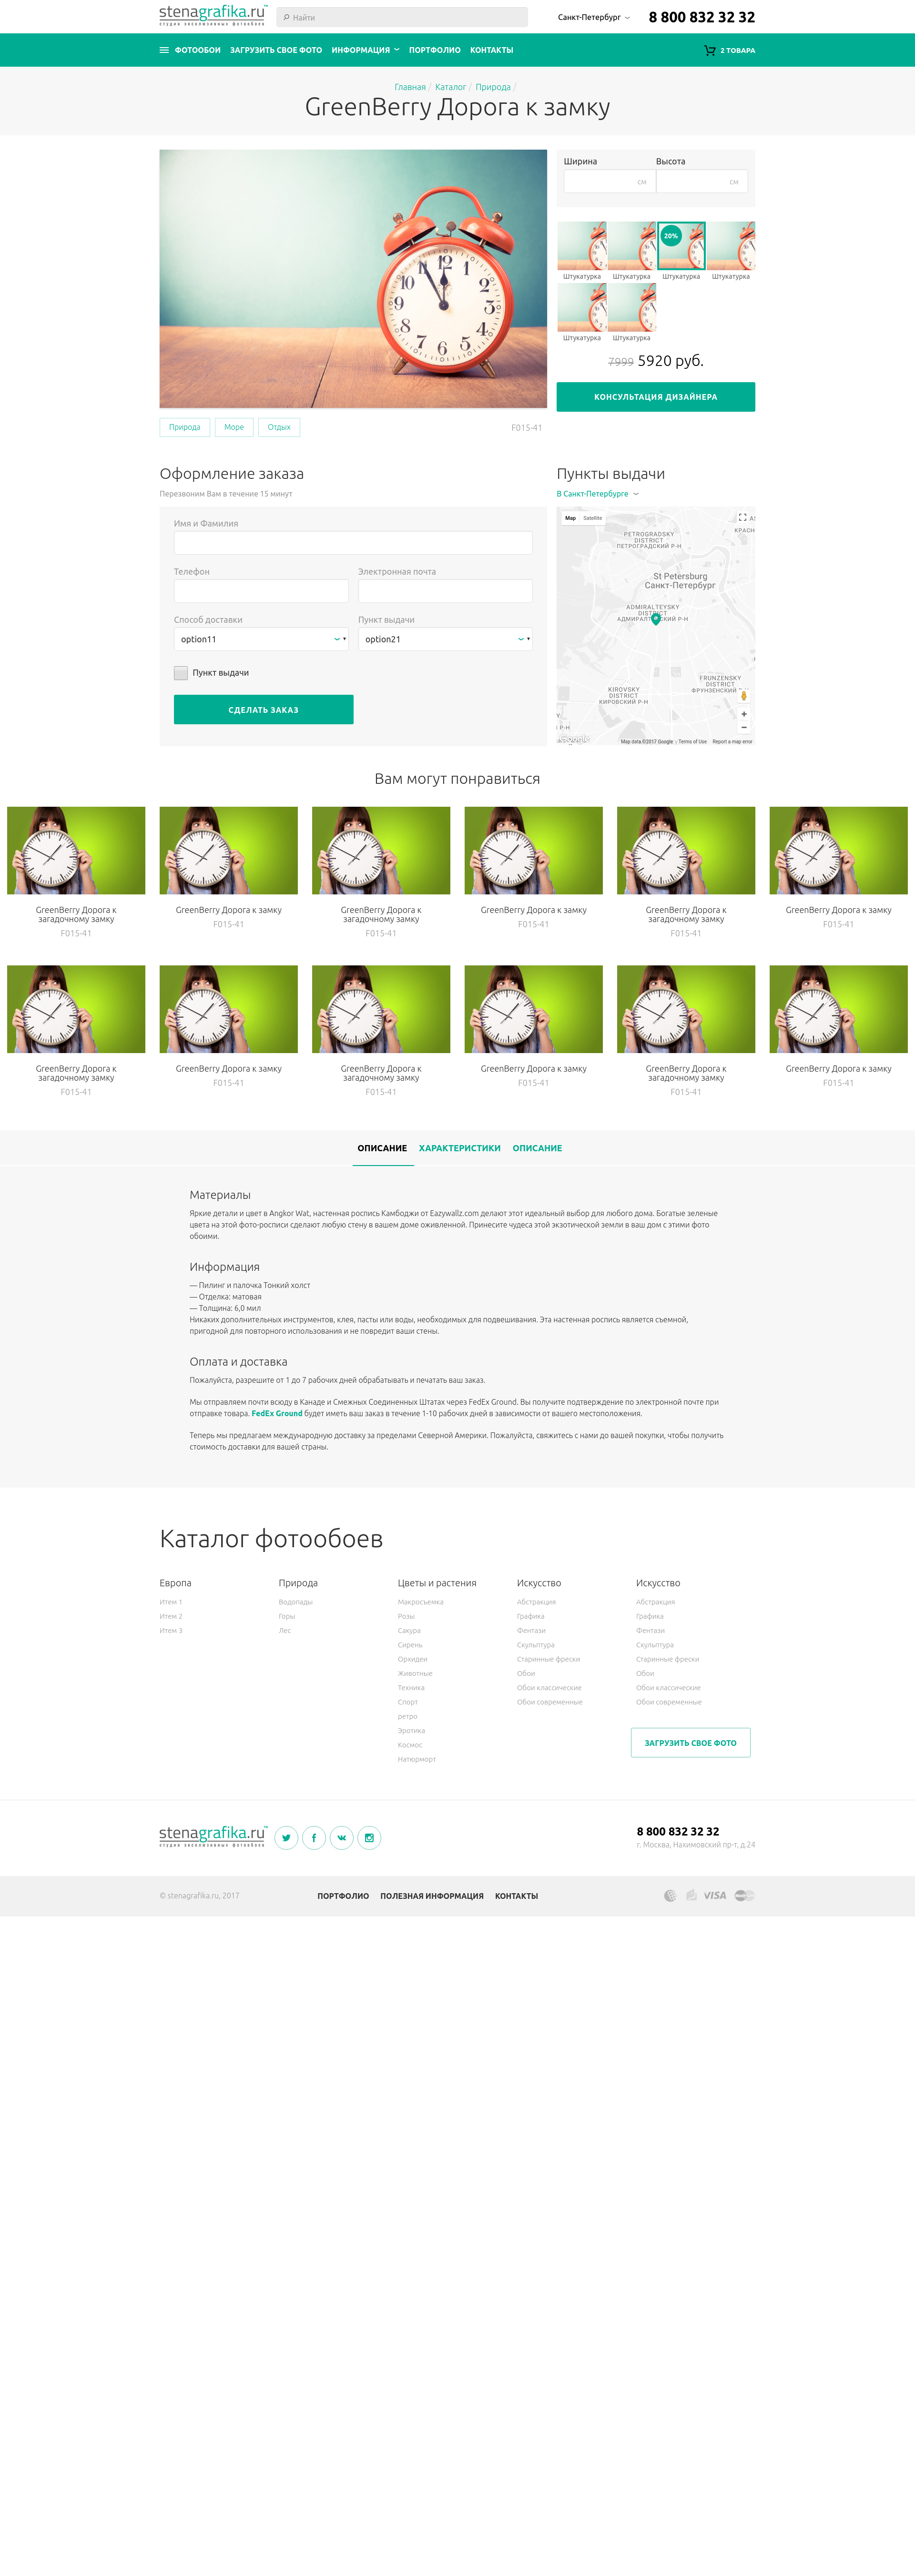 stenagrafika.ru™
студия эксклюзивных фотообоев
Найти
Санкт-Петербург
8 800 832 32 32
ФОТООБОИ ЗАГРУЗИТЬ СВОЕ ФОТО ИНФОРМАЦИЯ ПОРТФОЛИО КОНТАКТЫ
2 ТОВАРА
Главная / Каталог / Природа /
GreenBerry Дорога к замку
Ширина Высота
см см
20%
Штукатурка Штукатурка Штукатурка Штукатурка
Штукатурка Штукатурка
7999 5920 руб.
КОНСУЛЬТАЦИЯ ДИЗАЙНЕРА
Природа Море Отдых
F015-41
Оформление заказа
Перезвоним Вам в течение 15 минут
Имя и Фамилия
Телефон Электронная почта
Способ доставки Пункт выдачи
option11 option21
Пункт выдачи
СДЕЛАТЬ ЗАКАЗ
Пункты выдачи
В Санкт-Петербурге
Map Satellite
КРАСН
PETROGRADSKY
DISTRICT
ПЕТРОГРАДСКИЙ Р-Н
St Petersburg
Санкт-Петербург
ADMIRALTEYSKY
DISTRICT
FRUNZENSKY
DISTRICT
KIROVSKY
DISTRICT
КИРОВСКИЙ Р-Н
Google
Map data ©2017 Google Terms of Use Report a map error
Вам могут понравиться
GreenBerry Дорога к
загадочному замку
F015-41
GreenBerry Дорога к замку
F015-41
GreenBerry Дорога к
загадочному замку
F015-41
GreenBerry Дорога к замку
F015-41
GreenBerry Дорога к
загадочному замку
F015-41
GreenBerry Дорога к замку
F015-41
GreenBerry Дорога к
загадочному замку
F015-41
GreenBerry Дорога к замку
F015-41
GreenBerry Дорога к
загадочному замку
F015-41
GreenBerry Дорога к замку
F015-41
GreenBerry Дорога к
загадочному замку
F015-41
GreenBerry Дорога к замку
F015-41
ОПИСАНИЕ ХАРАКТЕРИСТИКИ ОПИСАНИЕ
Материалы
Яркие детали и цвет в Angkor Wat, настенная роспись Камбоджи от Eazywallz.com делают этот идеальный выбор для любого дома. Богатые зеленые
цвета на этой фото-росписи сделают любую стену в вашем доме оживленной. Принесите чудеса этой экзотической земли в ваш дом с этими фото
обоими.
Информация
— Пилинг и палочка Тонкий холст
— Отделка: матовая
— Толщина: 6,0 мил
Никаких дополнительных инструментов, клея, пасты или воды, необходимых для подвешивания. Эта настенная роспись является съемной,
пригодной для повторного использования и не повредит ваши стены.
Оплата и доставка
Пожалуйста, разрешите от 1 до 7 рабочих дней обрабатывать и печатать ваш заказ.
Мы отправляем почти всюду в Канаде и Смежных Соединенных Штатах через FedEx Ground. Вы получите подтверждение по электронной почте при
отправке товара. FedEx Ground будет иметь ваш заказ в течение 1-10 рабочих дней в зависимости от вашего местоположения.
Теперь мы предлагаем международную доставку за пределами Северной Америки. Пожалуйста, свяжитесь с нами до вашей покупки, чтобы получить
стоимость доставки для вашей страны.
Каталог фотообоев
Европа
Итем 1
Итем 2
Итем 3
Природа
Водопады
Горы
Лес
Цветы и растения
Макросъемка
Розы
Сакура
Сирень
Орхидеи
Животные
Техника
Спорт
ретро
Эротика
Космос
Натюрморт
Искусство
Абстракция
Графика
Фентази
Скульптура
Старинные фрески
Обои
Обои классические
Обои современные
Искусство
Абстракция
Графика
Фентази
Скульптура
Старинные фрески
Обои
Обои классические
Обои современные
ЗАГРУЗИТЬ СВОЕ ФОТО
stenagrafika.ru™
студия эксклюзивных фотообоев
8 800 832 32 32
г. Москва, Нахимовский пр-т, д.24
© stenagrafika.ru, 2017
ПОРТФОЛИО ПОЛЕЗНАЯ ИНФОРМАЦИЯ КОНТАКТЫ
VISA